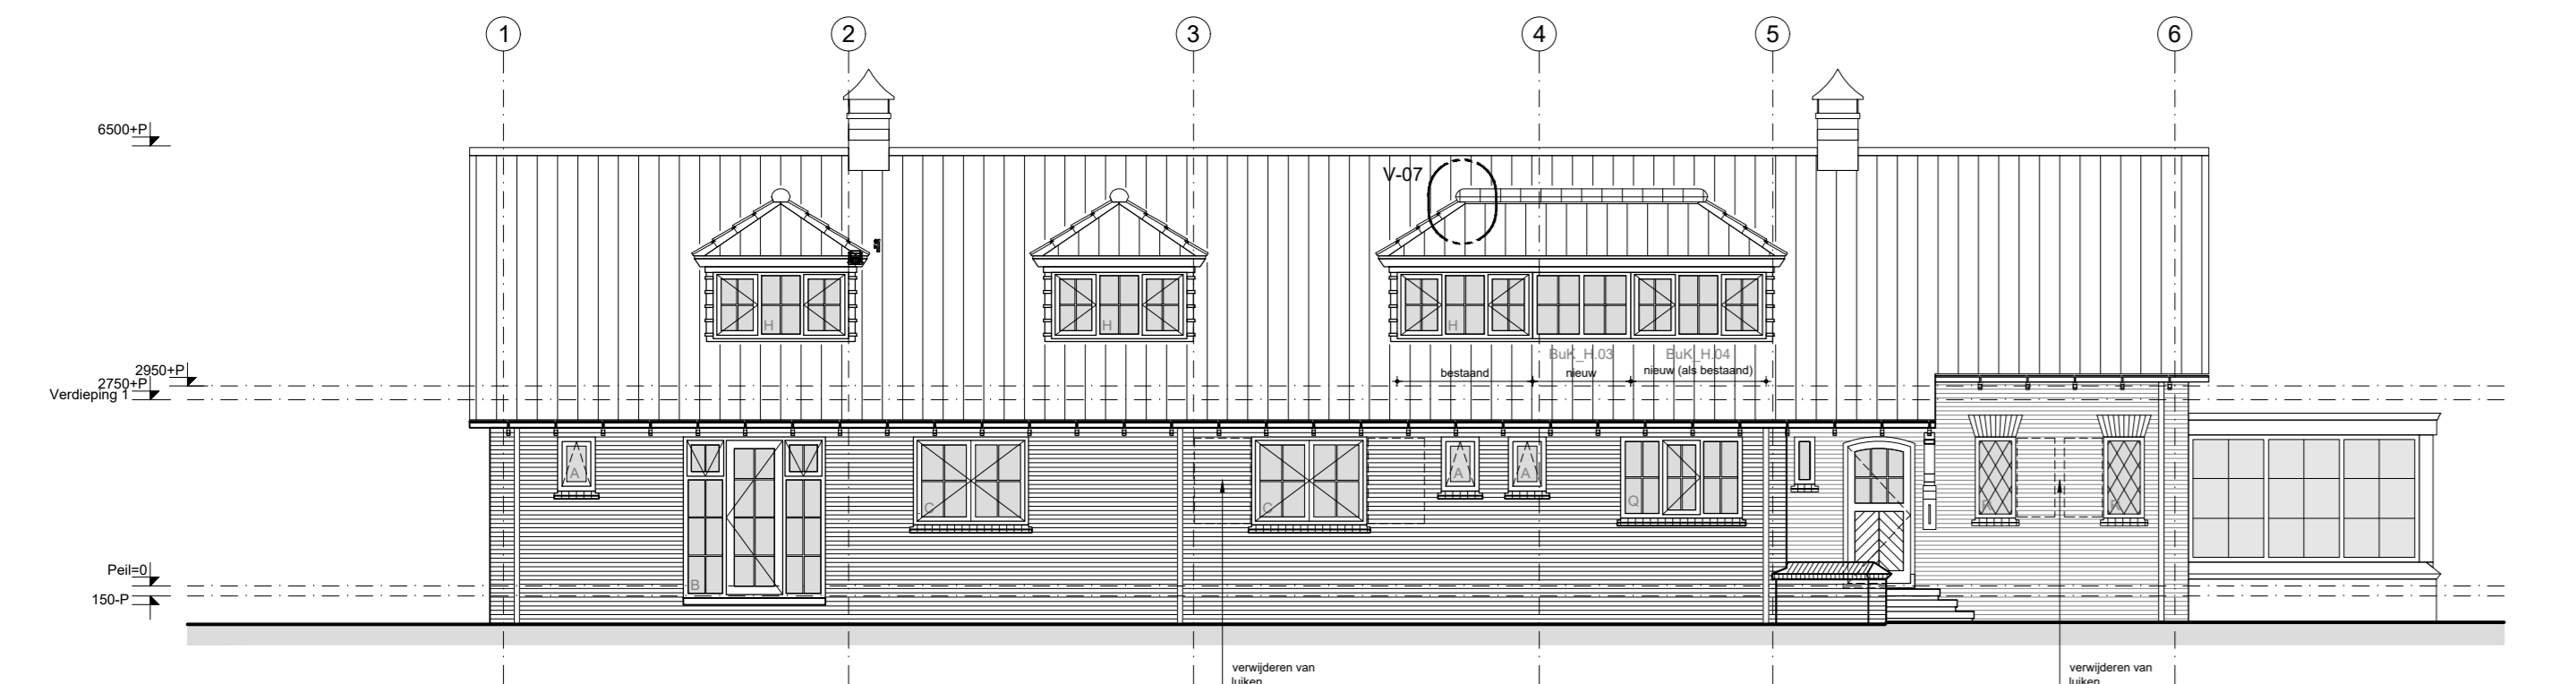 1 2 3 4 5 6
6500+P
V-07
H H H
BuK_H.03 BuK_H.04
2950+P
bestaand nieuw nieuw (als bestaand)
2750+P
Verdieping 1
A C C A A Q
B
Peil=0
150-P
verwijderen van
luiken
verwijderen van
luiken